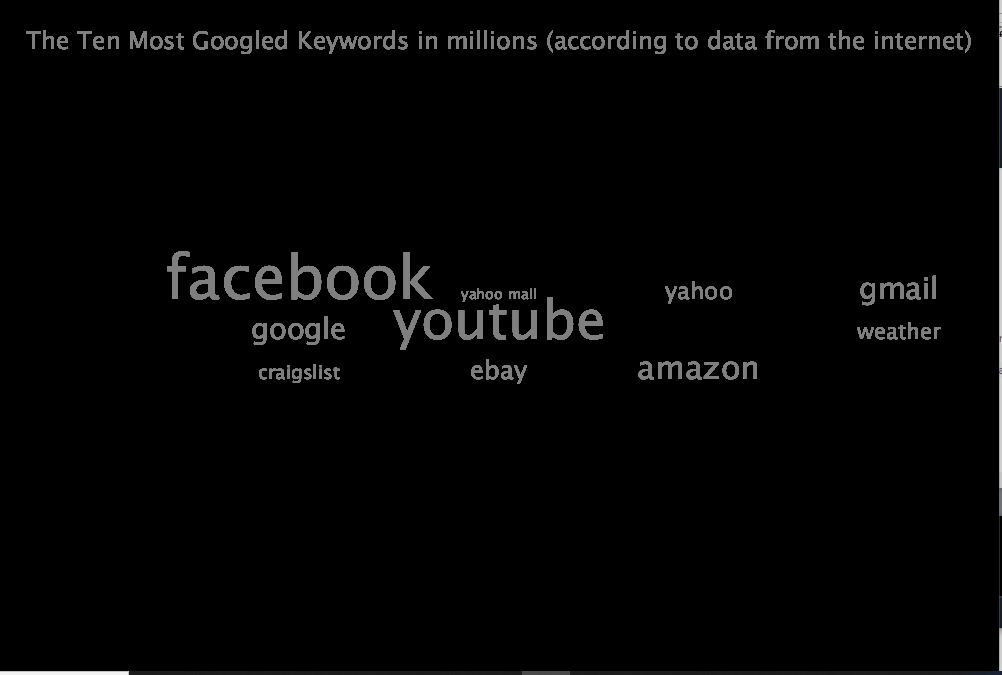 The Ten Most Googled Keywords in millions (according to data from the internet)
facebook yahoo mail yahoo gmail
google youtube weather
craigslist ebay amazon